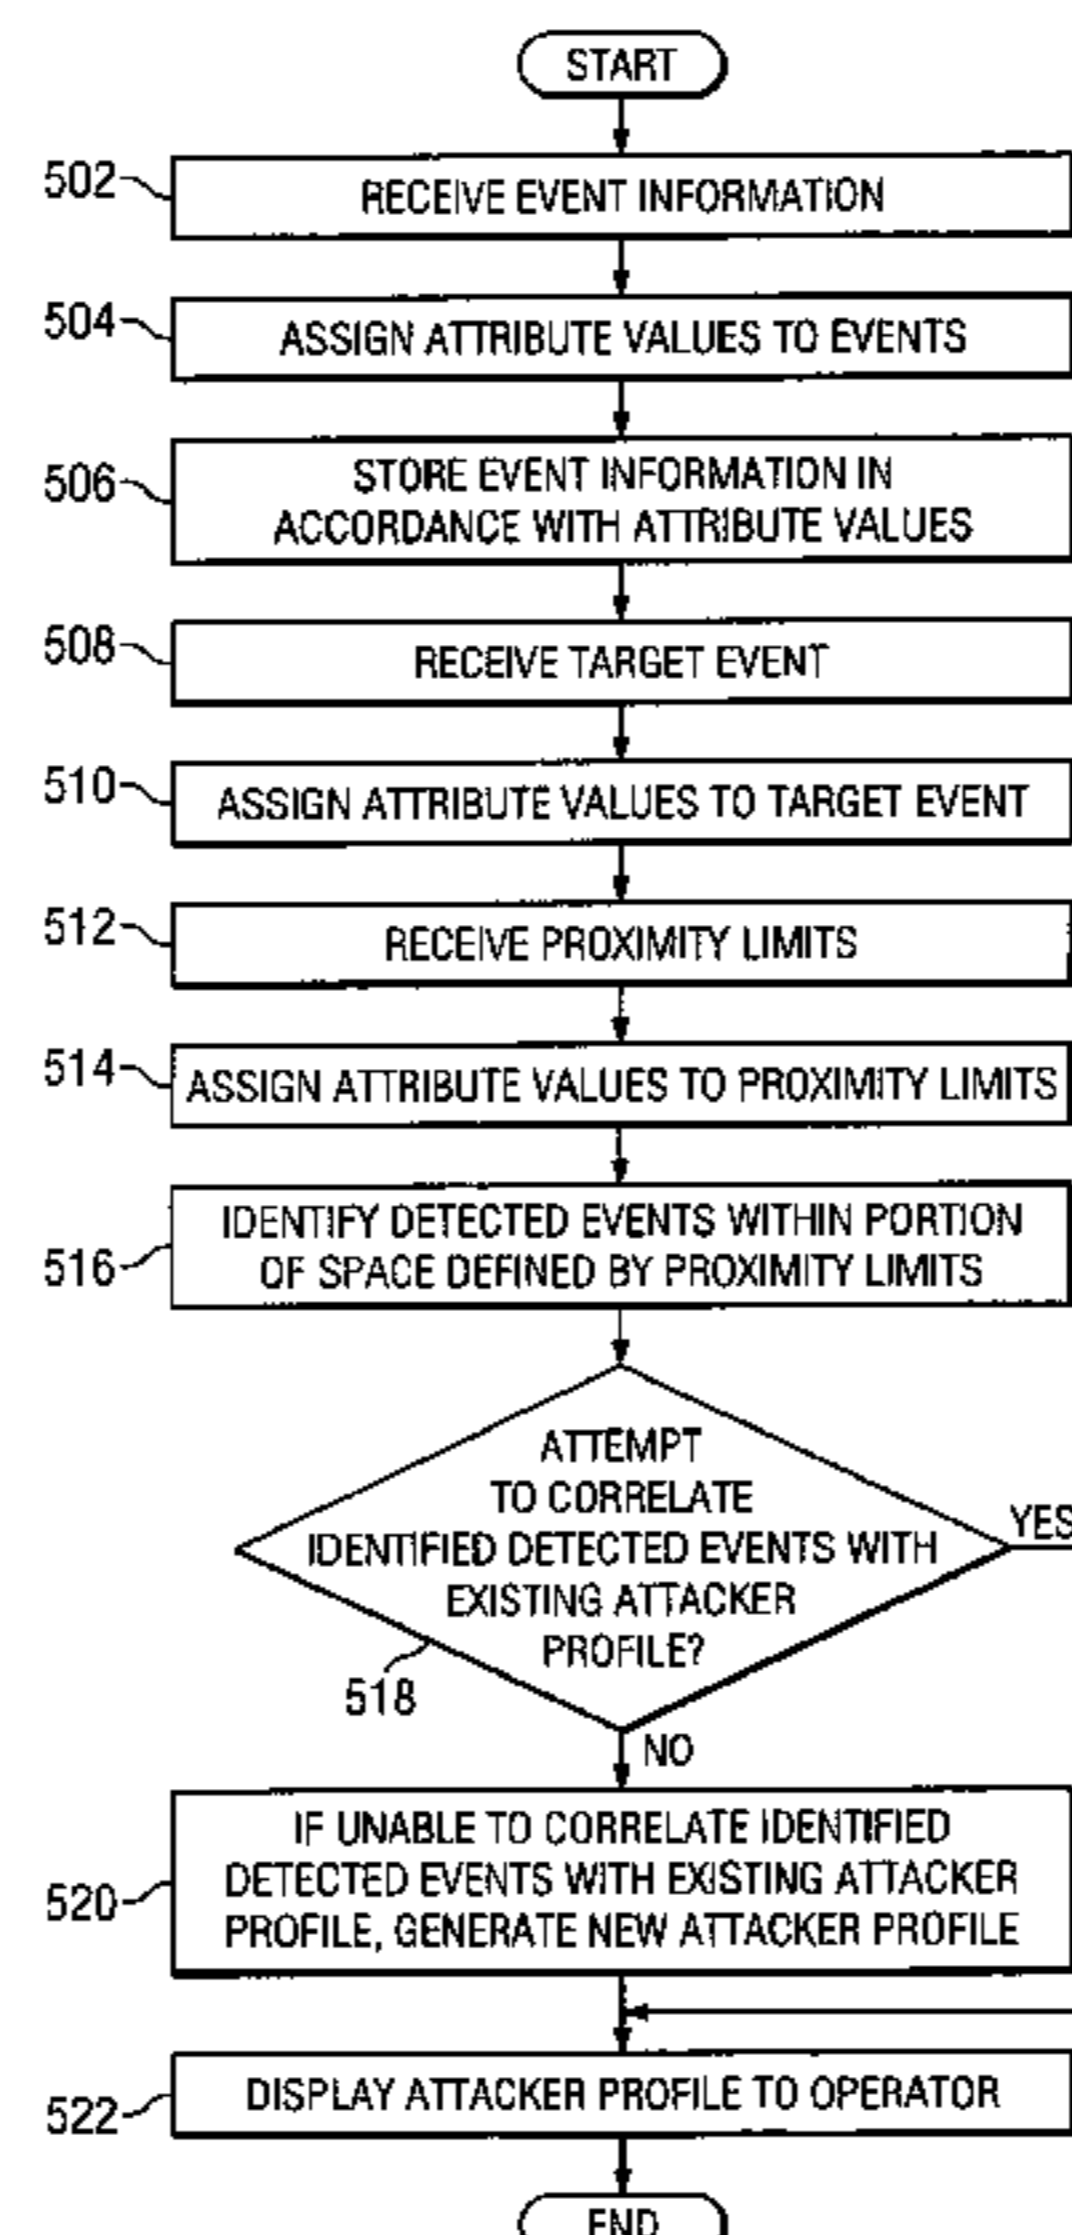 START
502
RECEIVE EVENT INFORMATION
504
ASSIGN ATTRIBUTE VALUES TO EVENTS
506
STORE EVENT INFORMATION IN
ACCORDANCE WITH ATTRIBUTE VALUES
508
RECEIVE TARGET EVENT
510
ASSIGN ATTRIBUTE VALUES TO TARGET EVENT
512
RECEIVE PROXIMITY LIMITS
514
ASSIGN ATTRIBUTE VALUES TO PROXIMITY LIMITS
516
IDENTIFY DETECTED EVENTS WITHIN PORTION
OF SPACE DEFINED BY PROXIMITY LIMITS
ATTEMPT
TO CORRELATE
IDENTIFIED DETECTED EVENTS WITH
EXISTING ATTACKER
PROFILE?
YES
518
NO
520
IF UNABLE TO CORRELATE IDENTIFIED
DETECTED EVENTS WITH EXISTING ATTACKER
PROFILE, GENERATE NEW ATTACKER PROFILE
522
DISPLAY ATTACKER PROFILE TO OPERATOR
END